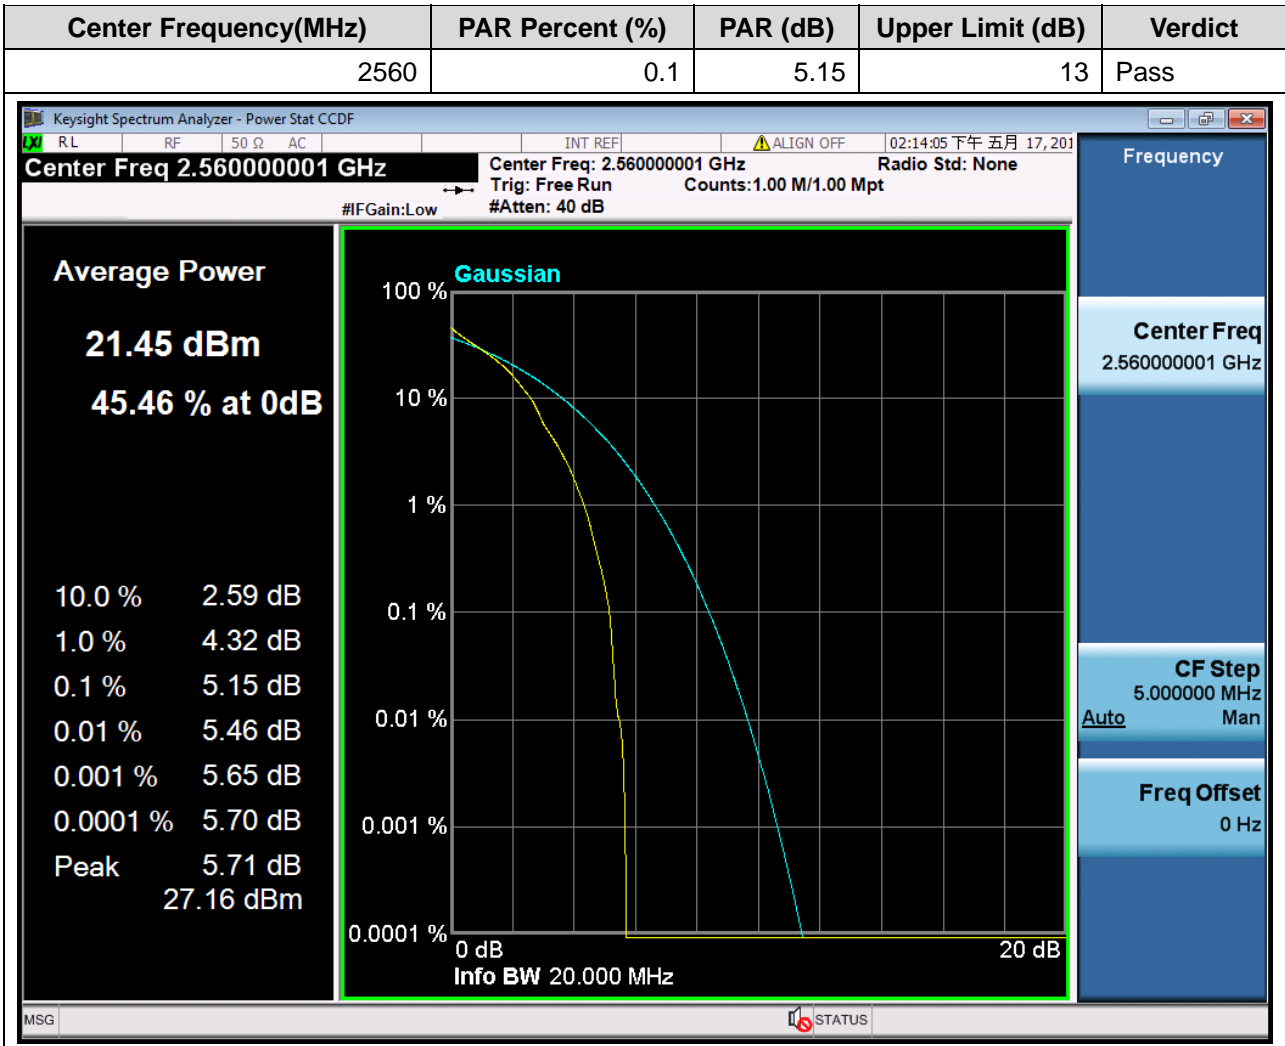 Center Frequency(MHz) PAR Percent (%) PAR (dB) Upper Limit (dB) Verdict
2560 0.1 5.15 13 Pass
Keysight Spectrum Analyzer - Power Stat CCDF
LXI RL RF 50 Ω AC INT REF ALIGN OFF 02:14:05 下午 五月 17, 201
Center Freq 2.560000001 GHz
Center Freq: 2.560000001 GHz Radio Std: None
Trig: Free Run Counts:1.00 M/1.00 Mpt
#IFGain:Low #Atten: 40 dB
Average Power
21.45 dBm
45.46 % at 0dB
10.0 % 2.59 dB
1.0 % 4.32 dB
0.1 % 5.15 dB
0.01 % 5.46 dB
0.001 % 5.65 dB
0.0001 % 5.70 dB
Peak 5.71 dB
27.16 dBm
Gaussian
100 %
10 %
1 %
0.1 %
0.01 %
0.001 %
0.0001 %
0 dB 20 dB
Info BW 20.000 MHz
Frequency
Center Freq
2.560000001 GHz
CF Step
5.000000 MHz
Auto Man
Freq Offset
0 Hz
MSG STATUS